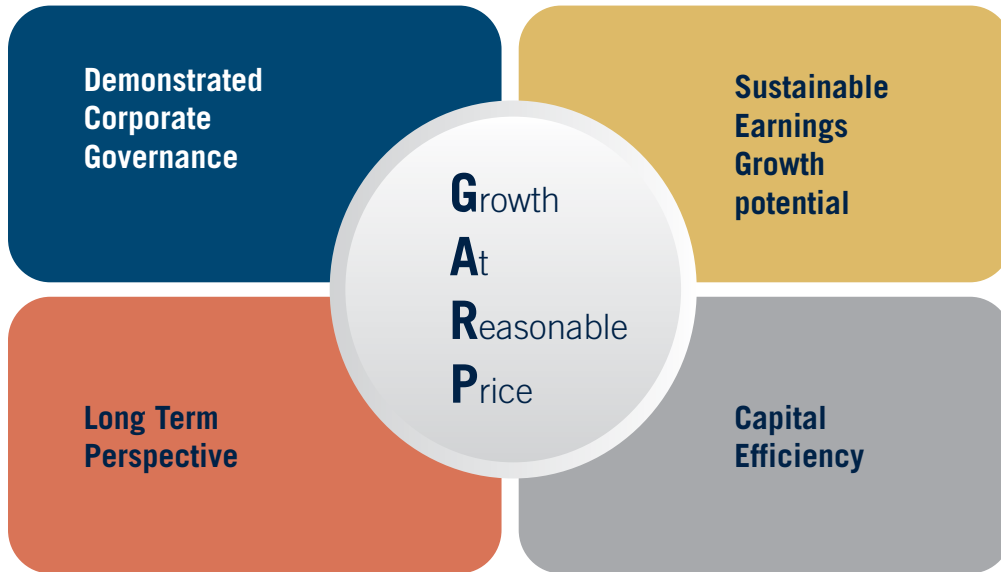 Demonstrated
Corporate
Governance
Sustainable
Earnings
Growth
potential
Growth
At
Reasonable
Price
Long Term
Perspective
Capital
Efficiency